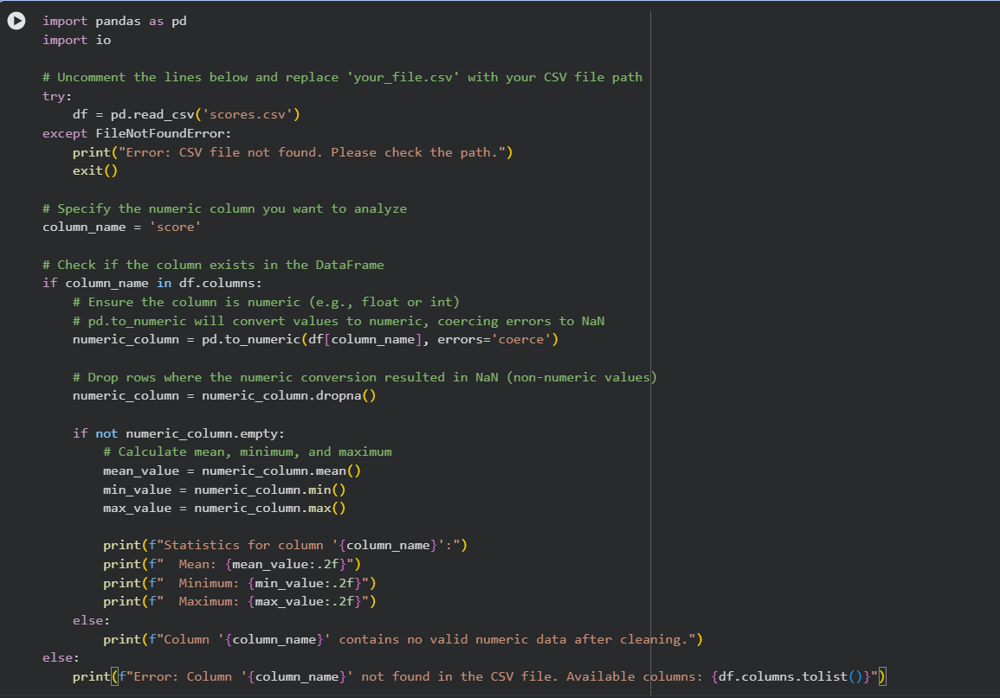 import pandas as pd
import io

# Uncomment the lines below and replace 'your_file.csv' with your CSV file path
try:
    df = pd.read_csv('scores.csv')
except FileNotFoundError:
    print("Error: CSV file not found. Please check the path.")
    exit()

# Specify the numeric column you want to analyze
column_name = 'score'

# Check if the column exists in the DataFrame
if column_name in df.columns:
    # Ensure the column is numeric (e.g., float or int)
    # pd.to_numeric will convert values to numeric, coercing errors to NaN
    numeric_column = pd.to_numeric(df[column_name], errors='coerce')

    # Drop rows where the numeric conversion resulted in NaN (non-numeric values)
    numeric_column = numeric_column.dropna()

    if not numeric_column.empty:
        # Calculate mean, minimum, and maximum
        mean_value = numeric_column.mean()
        min_value = numeric_column.min()
        max_value = numeric_column.max()

        print(f"Statistics for column '{column_name}':")
        print(f"  Mean: {mean_value:.2f}")
        print(f"  Minimum: {min_value:.2f}")
        print(f"  Maximum: {max_value:.2f}")
    else:
        print(f"Column '{column_name}' contains no valid numeric data after cleaning.")
else:
    print(f"Error: Column '{column_name}' not found in the CSV file. Available columns: {df.columns.tolist()}")